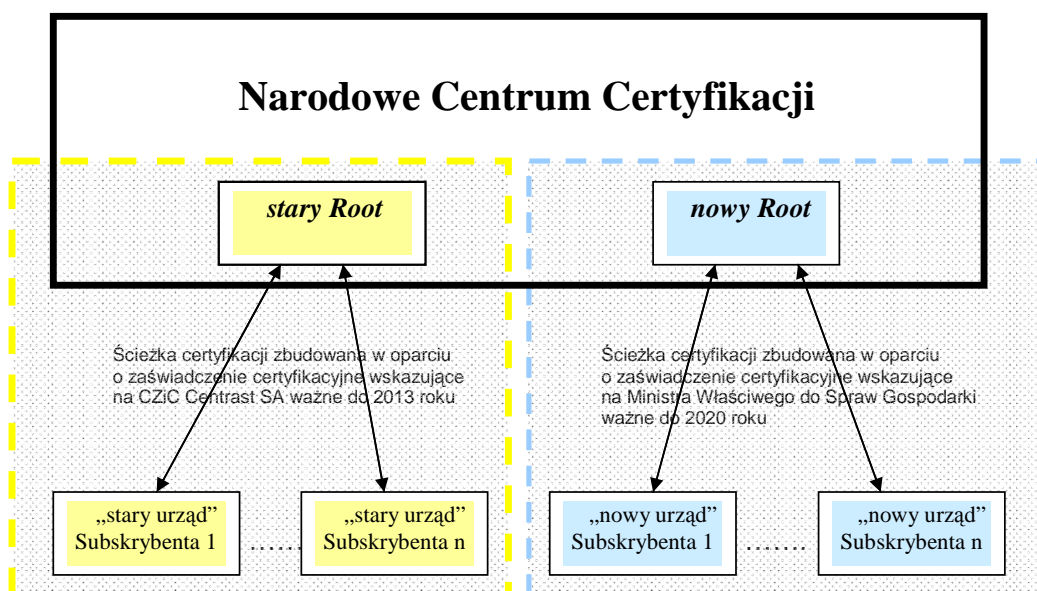 Narodowe Centrum Certyfikacji
stary Root
nowy Root
Ścieżka certyfikacji zbudowana w oparciu
o zaświadczenie certyfikacyjne wskazujące
na CZiC Centrast SA ważne do 2013 roku
Ścieżka certyfikacji zbudowana w oparciu
o zaświadczenie certyfikacyjne wskazujące
na Ministra Właściwego do Spraw Gospodarki
ważne do 2020 roku
„stary urząd”
Subskrybenta 1
.......
„stary urząd”
Subskrybenta n
„nowy urząd”
Subskrybenta 1
.......
„nowy urząd”
Subskrybenta n